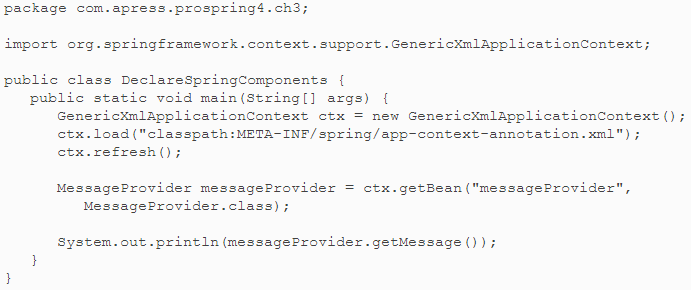 package com.apress.prospring4.ch3;
import org.springframework.context.support.GenericXmlApplicationContext;
public class DeclareSpringComponents {
public static void main(String[] args) {
GenericXmlApplicationContext ctx = new GenericXmlApplicationContext();
ctx.load("classpath:META-INF/spring/app-context-annotation.xml");
ctx.refresh();
MessageProvider messageProvider = ctx.getBean("messageProvider",
MessageProvider.class);
System.out.println(messageProvider.getMessage());
}
}